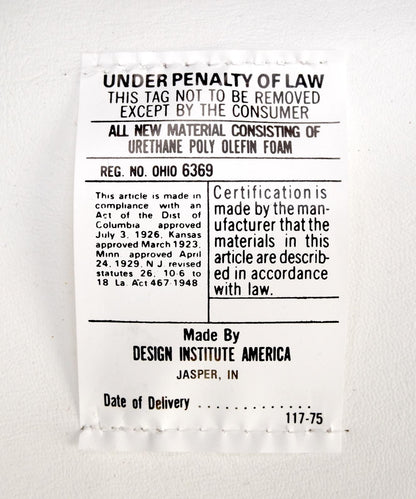 UNDER PENALTY OF LAW
THIS TAG NOT TO BE REMOVED
EXCEPT BY THE CONSUMER
ALL NEW MATERIAL CONSISTING OF
URETHANE POLY OLEFIN FOAM
REG. NO. OHIO 6369
This article is made in
compliance with an
Act of the Dist of
Columbia approved
July 3, 1926, Kansas
approved March 1923,
Minn approved April
24, 1929, N J revised
statutes 26, 10-6 to
18 La. Act 467-1948
Certification is
made by the man-
ufacturer that the
materials in this
article are describ-
ed in accordance
with law.
Made By
DESIGN INSTITUTE AMERICA
JASPER, IN
Date of Delivery ..............
117-75